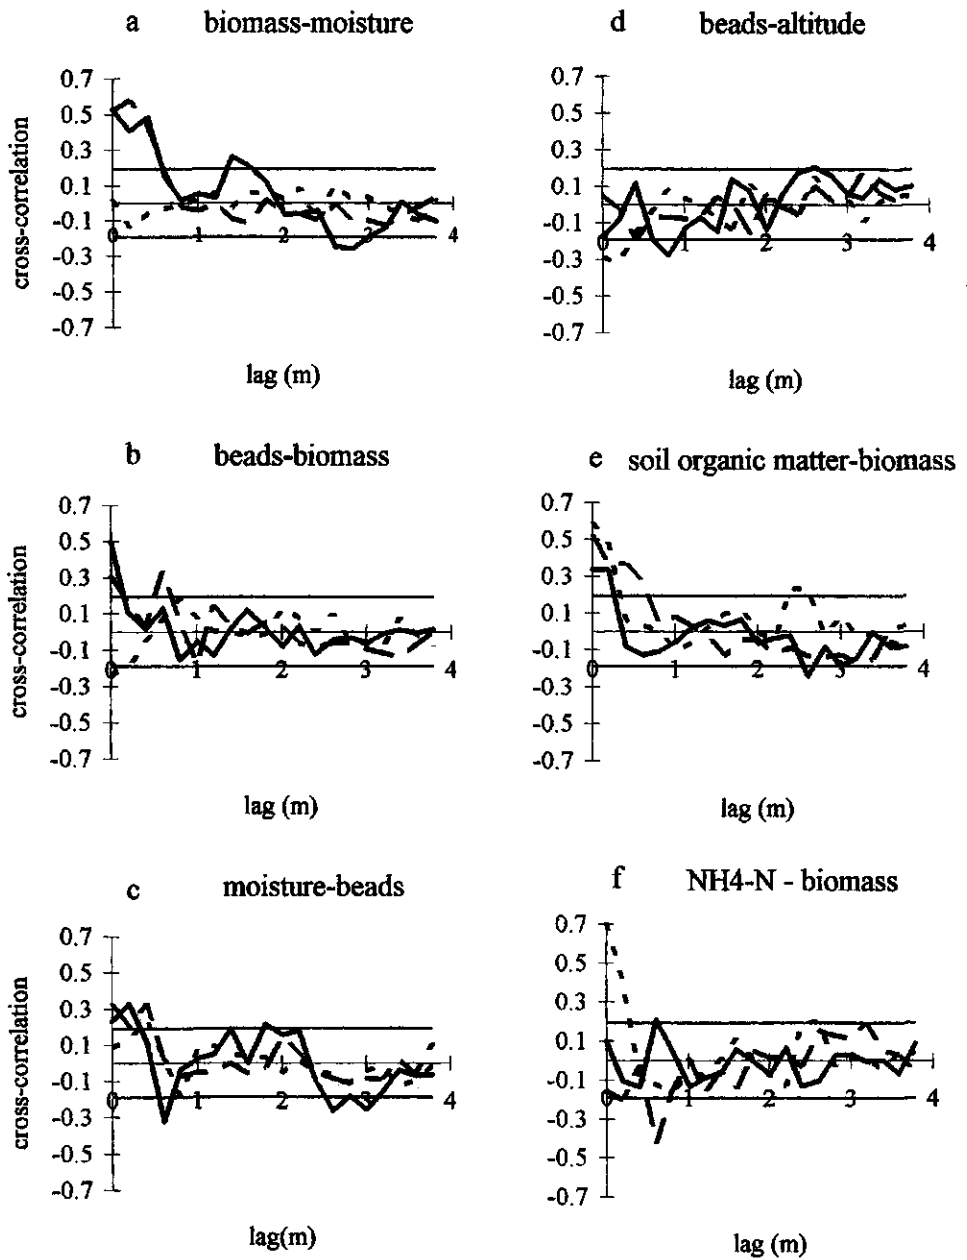 a biomass-moisture
cross-correlation
0.7
0.5
0.3
0.1
-0.1
-0.3
-0.5
-0.7
0 1 2 3 4
lag (m)
b beads-biomass
cross-correlation
0.7
0.5
0.3
0.1
-0.1
-0.3
-0.5
-0.7
0 1 2 3 4
lag (m)
c moisture-beads
cross-correlation
0.7
0.5
0.3
0.1
-0.1
-0.3
-0.5
-0.7
0 1 2 3 4
lag(m)
d beads-altitude
0.7
0.5
0.3
0.1
-0.1
-0.3
-0.5
-0.7
0 1 2 3 4
lag (m)
e soil organic matter-biomass
0.7
0.5
0.3
0.1
-0.1
-0.3
-0.5
-0.7
0 1 2 3 4
lag (m)
f NH4-N - biomass
0.7
0.5
0.3
0.1
-0.1
-0.3
-0.5
-0.7
0 1 2 3 4
lag (m)